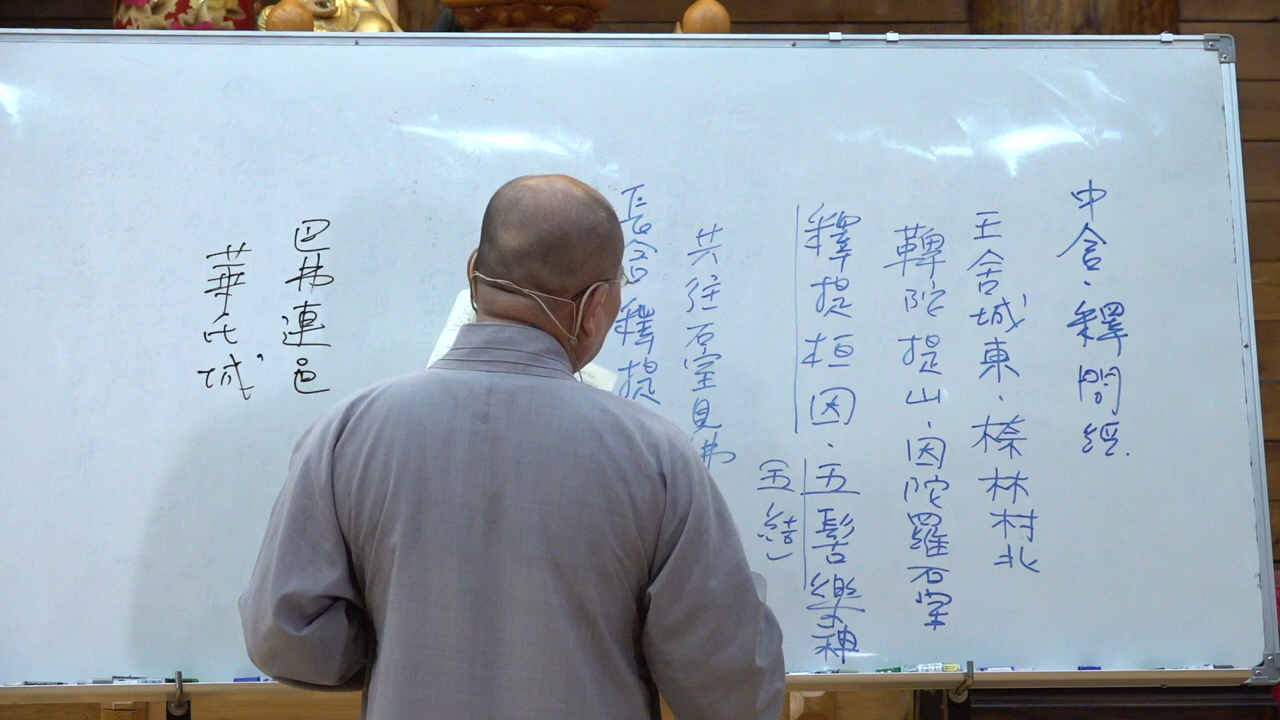 中含·釋問經.
王舍城東·㮈林村北
鞞陀提山·因陀羅石室
釋提桓因·五髻樂神
五結
共往石室見佛
長含釋提
巴弗連邑
華氏城